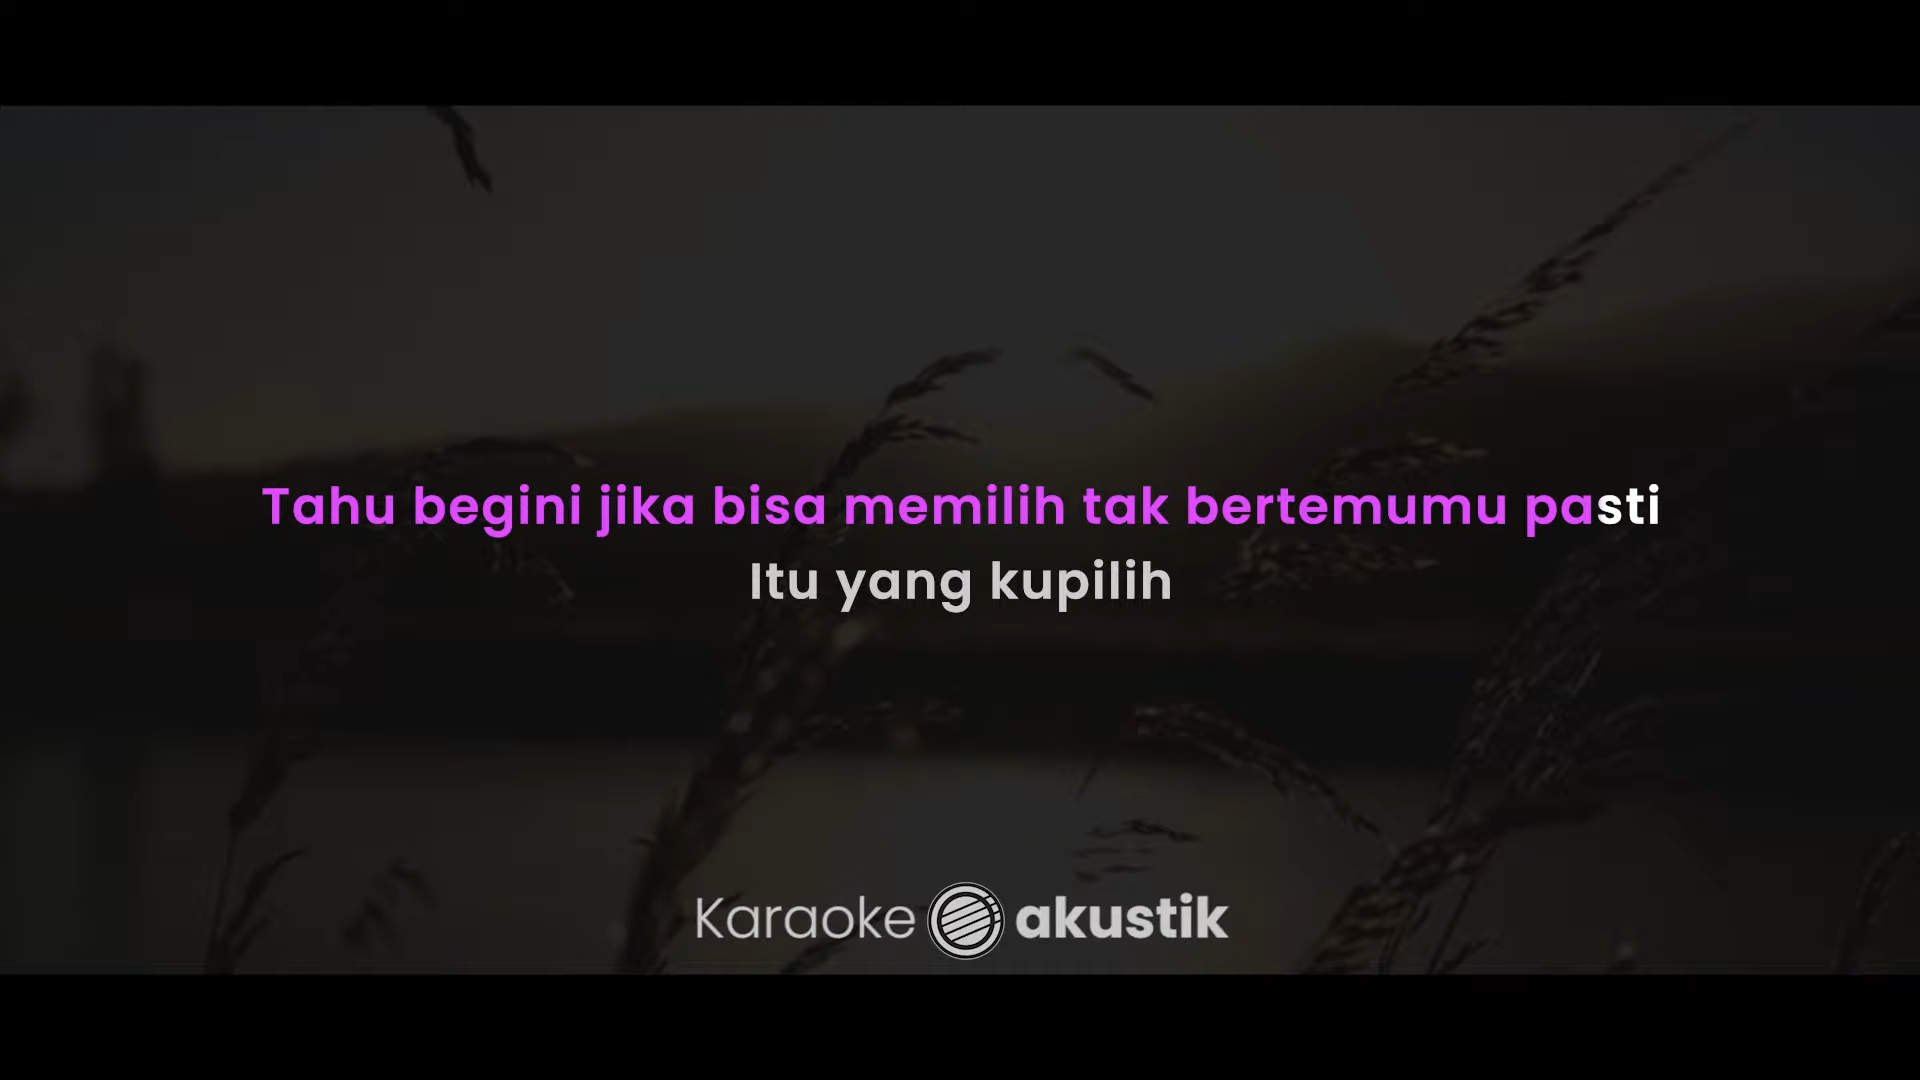 Tahu begini jika bisa memilih tak bertemumu pasti
Itu yang kupilih
Karaoke akustik